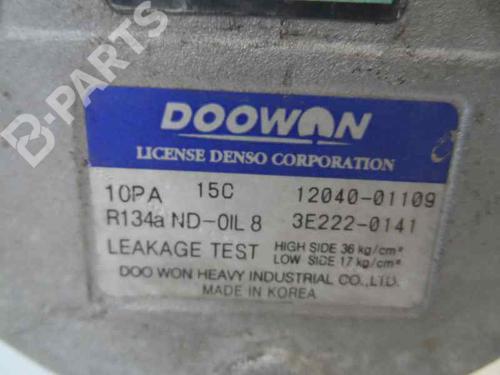 B-PARTS
DOOWON
LICENSE DENSO CORPORATION
10PA 15C 12040-01109
R134a ND-OIL 8 3E222-0141
LEAKAGE TEST HIGH SIDE 36 kg/cm²
LOW SIDE 17 kg/cm²
DOO WON HEAVY INDUSTRIAL CO.,LTD.
MADE IN KOREA
B-PARTS